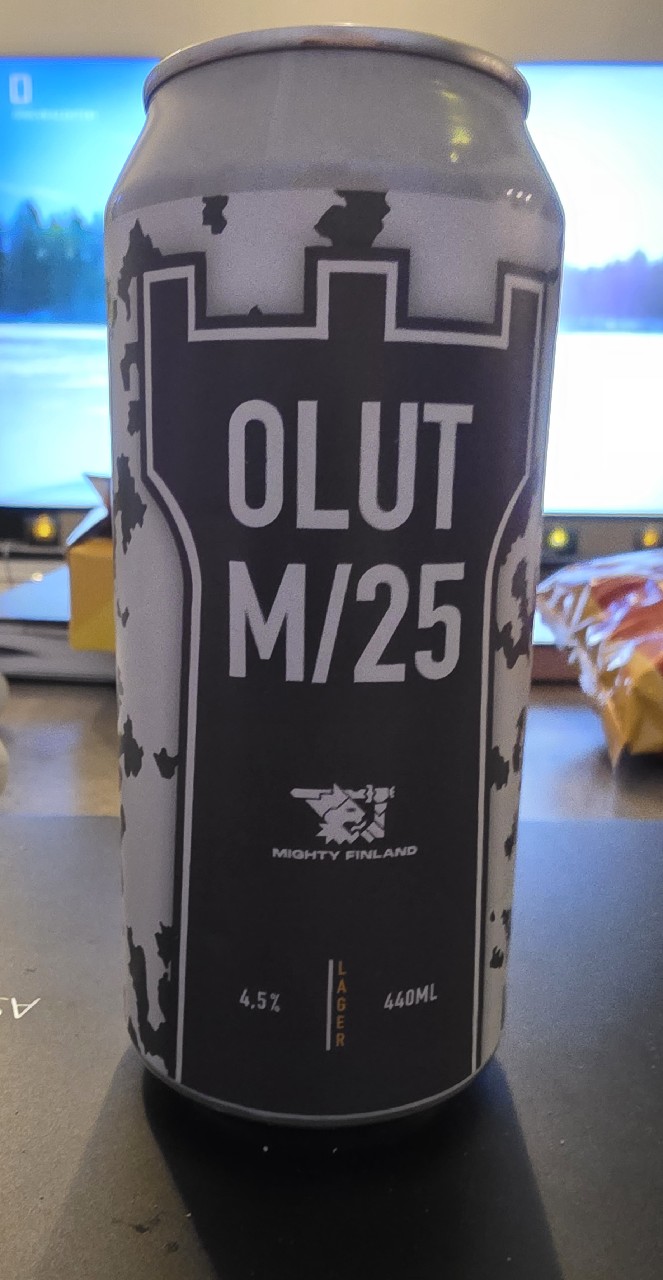 OLUT
M/25
MIGHTY FINLAND
4,5%
LAGER
440ML